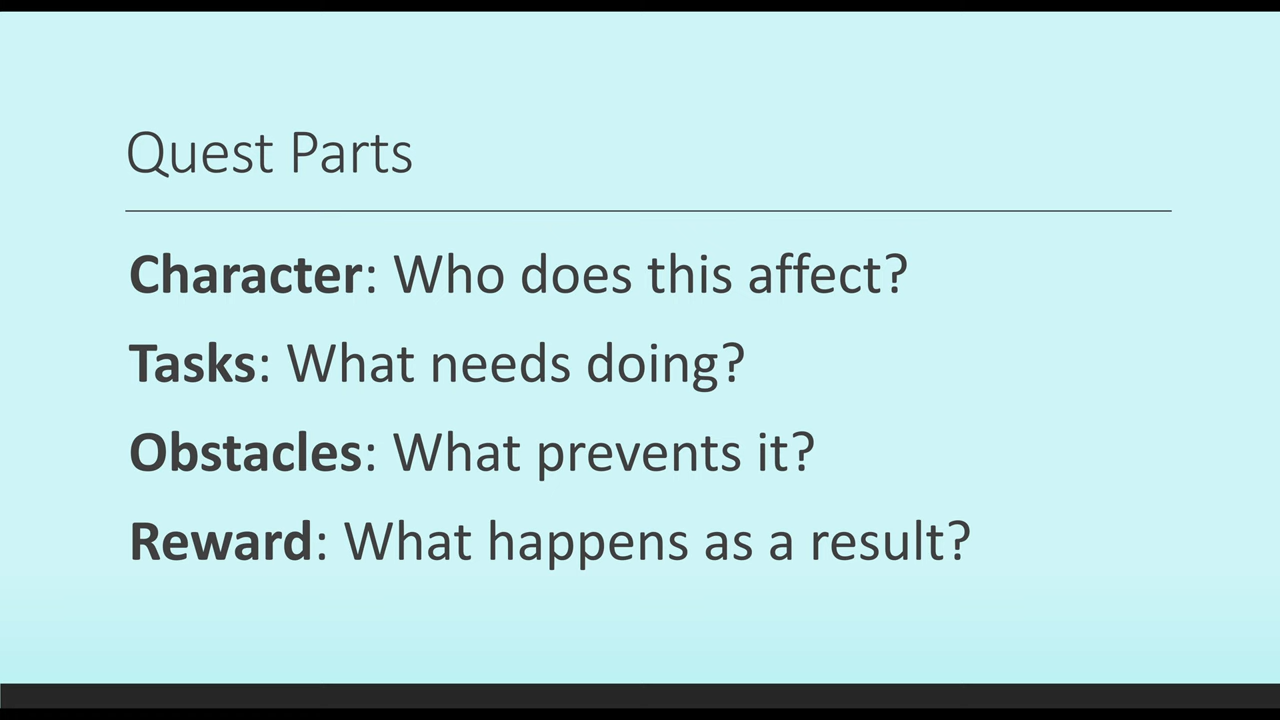 Quest Parts
Character: Who does this affect?
Tasks: What needs doing?
Obstacles: What prevents it?
Reward: What happens as a result?